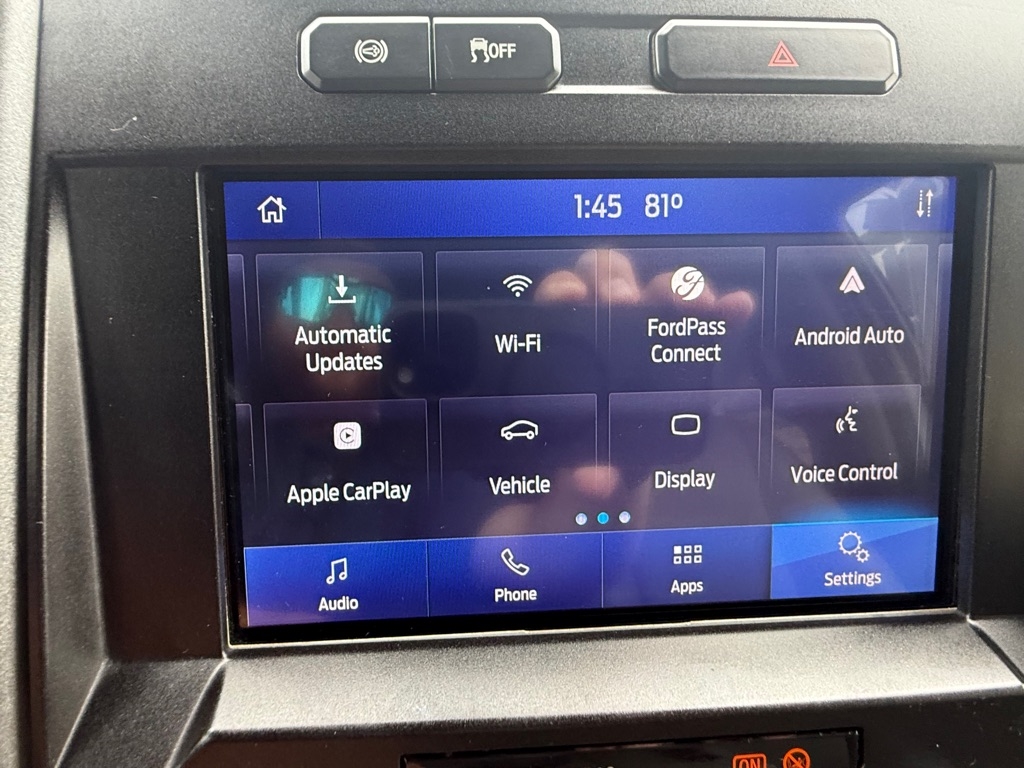 OFF
1:45 81°
Automatic
Updates
Wi-Fi
FordPass
Connect
Android Auto
Apple CarPlay
Vehicle
Display
Voice Control
Audio
Phone
Apps
Settings
ON